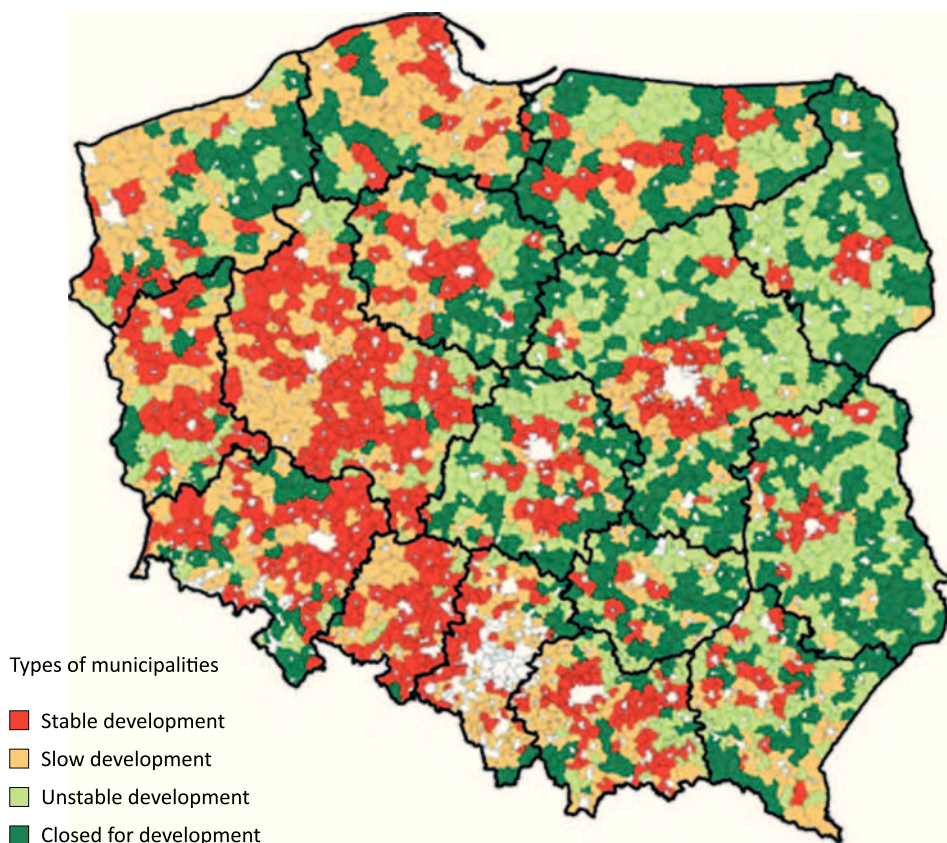 Types of municipalities
Stable development
Slow development
Unstable development
Closed for development